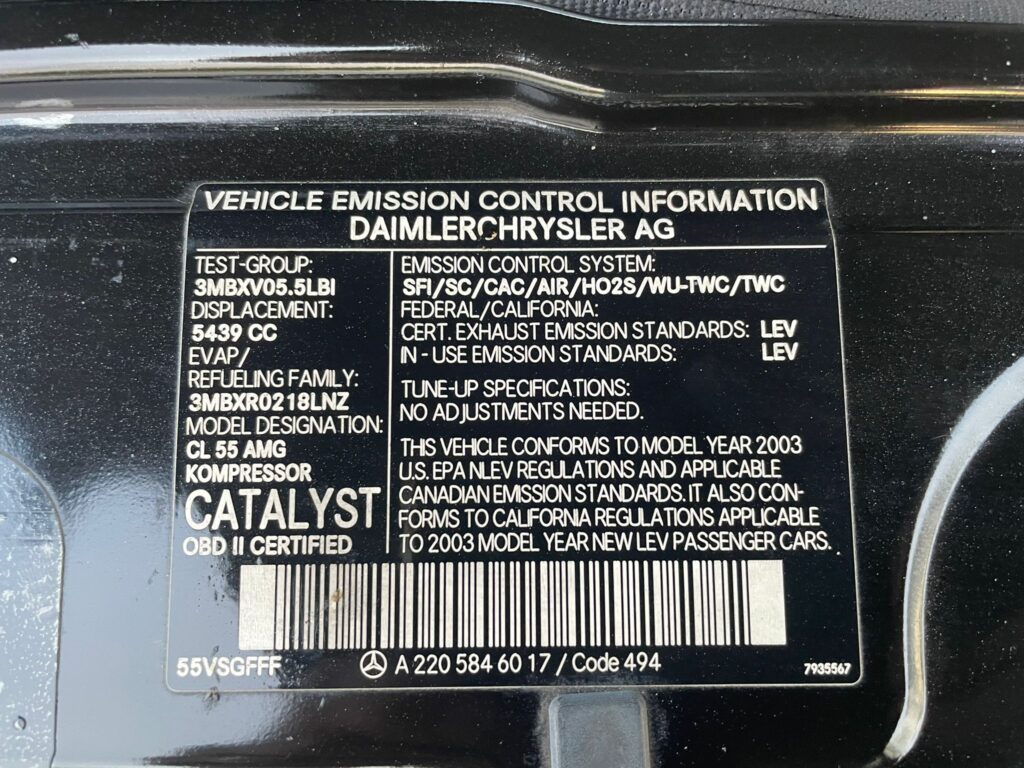 VEHICLE EMISSION CONTROL INFORMATION
DAIMLERCHRYSLER AG
TEST-GROUP:
3MBXV05.5LBI
DISPLACEMENT:
5439 CC
EVAP/
REFUELING FAMILY:
3MBXR0218LNZ
MODEL DESIGNATION:
CL 55 AMG
KOMPRESSOR
CATALYST
OBD II CERTIFIED
EMISSION CONTROL SYSTEM:
SFI/SC/CAC/AIR/HO2S/WU-TWC/TWC
FEDERAL/CALIFORNIA:
CERT. EXHAUST EMISSION STANDARDS: LEV
IN - USE EMISSION STANDARDS: LEV
TUNE-UP SPECIFICATIONS:
NO ADJUSTMENTS NEEDED.
THIS VEHICLE CONFORMS TO MODEL YEAR 2003
U.S. EPA NLEV REGULATIONS AND APPLICABLE
CANADIAN EMISSION STANDARDS. IT ALSO CON-
FORMS TO CALIFORNIA REGULATIONS APPLICABLE
TO 2003 MODEL YEAR NEW LEV PASSENGER CARS.
55VSGFFF
A 220 584 60 17 / Code 494
7935567